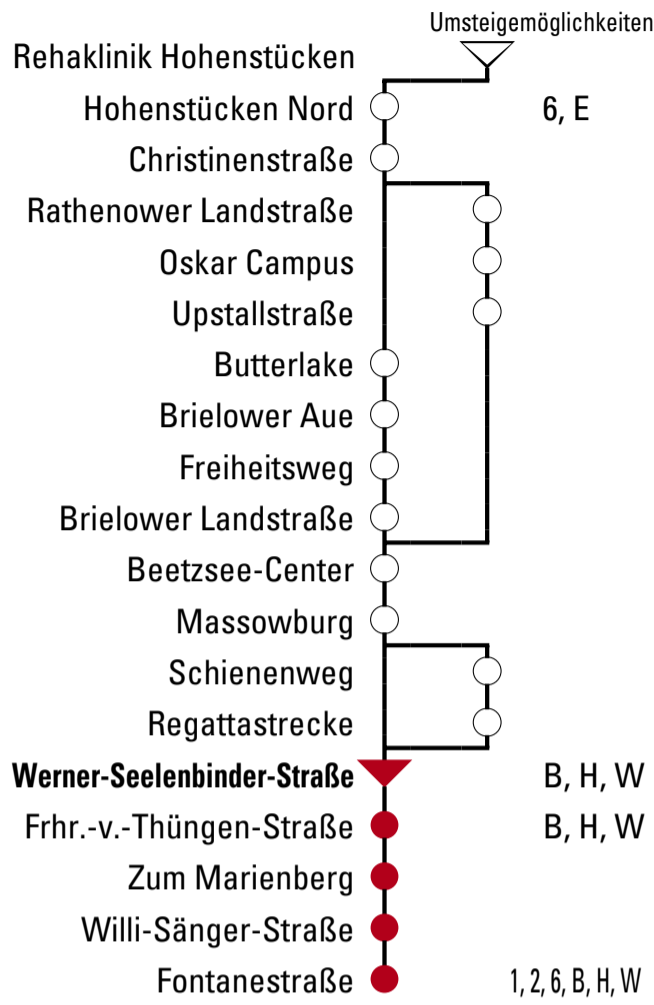 Umsteigemöglichkeiten
Rehaklinik Hohenstücken
Hohenstücken Nord 6, E
Christinenstraße
Rathenower Landstraße
Oskar Campus
Upstallstraße
Butterlake
Brielower Aue
Freiheitsweg
Brielower Landstraße
Beetzsee-Center
Massowburg
Schienenweg
Regattastrecke
Werner-Seelenbinder-Straße B, H, W
Frhr.-v.-Thüngen-Straße B, H, W
Zum Marienberg
Willi-Sänger-Straße
Fontanestraße 1, 2, 6, B, H, W